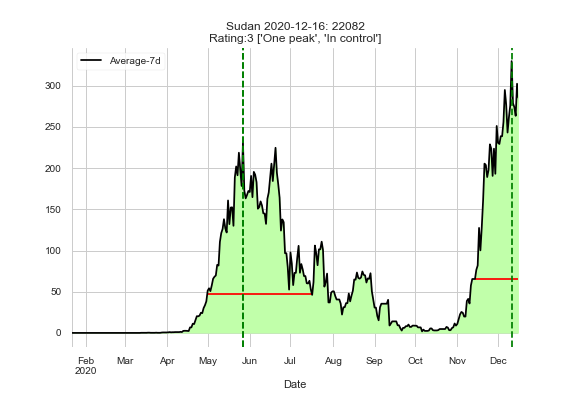 Sudan 2020-12-16: 22082
Rating:3 ['One peak', 'In control']
Average-7d
300
250
200
150
100
50
0
Feb Mar Apr May Jun Jul Aug Sep Oct Nov Dec
2020
Date